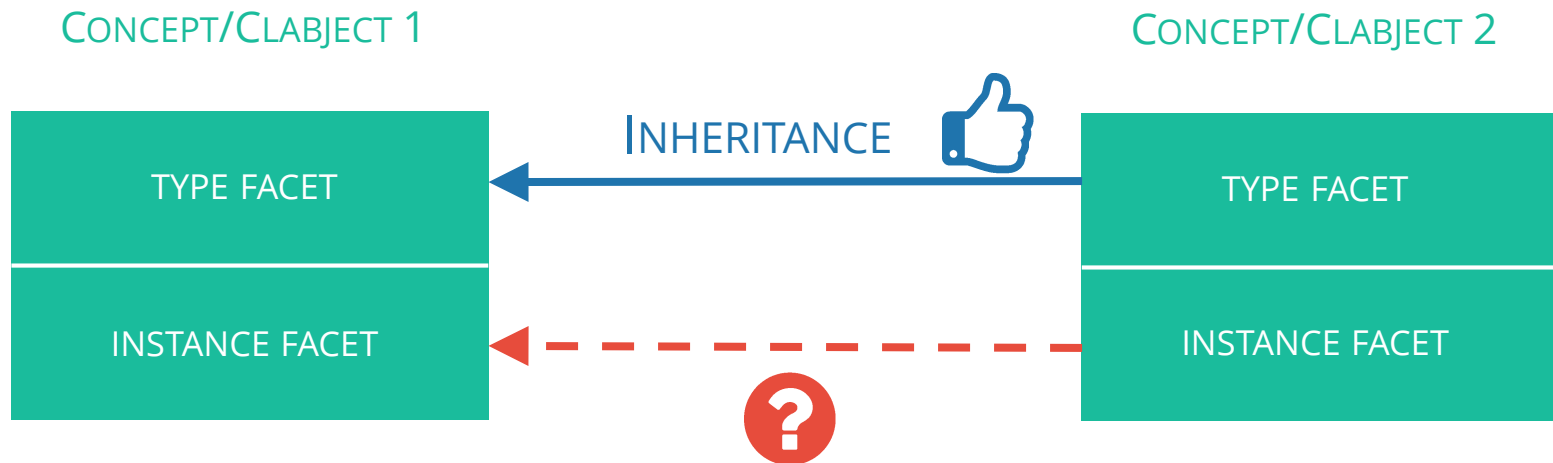 CONCEPT/CLABJECT 1
CONCEPT/CLABJECT 2
INHERITANCE
TYPE FACET
TYPE FACET
INSTANCE FACET
INSTANCE FACET
?